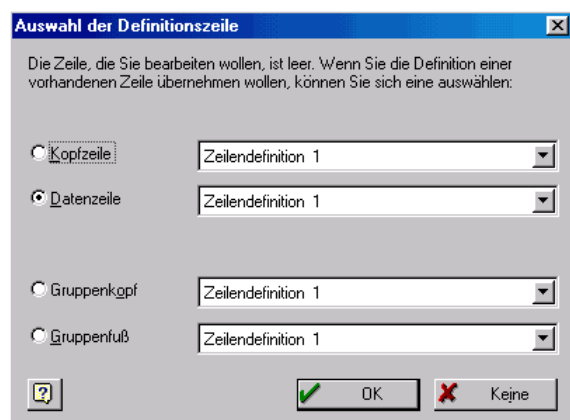 Auswahl der Definitionszeile
Die Zeile, die Sie bearbeiten wollen, ist leer. Wenn Sie die Definition einer
vorhandenen Zeile übernehmen wollen, können Sie sich eine auswählen:
Kopfzeile Zeilendefinition 1
Datenzeile Zeilendefinition 1
Gruppenkopf Zeilendefinition 1
Gruppenfuß Zeilendefinition 1
? OK Keine